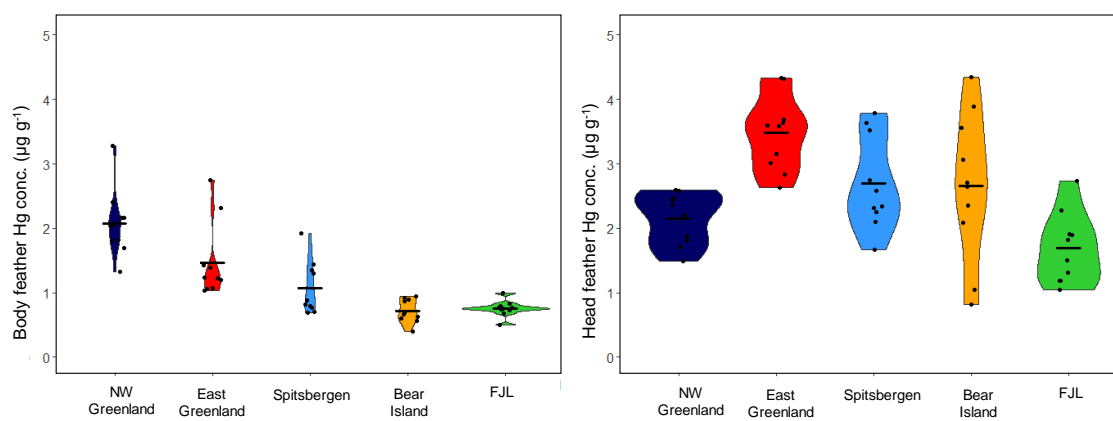 Body feather Hg conc. (µg g⁻¹)
5
4
3
2
1
0
NW
Greenland
East
Greenland
Spitsbergen
Bear
Island
FJL
Head feather Hg conc. (µg g⁻¹)
5
4
3
2
1
0
NW
Greenland
East
Greenland
Spitsbergen
Bear
Island
FJL